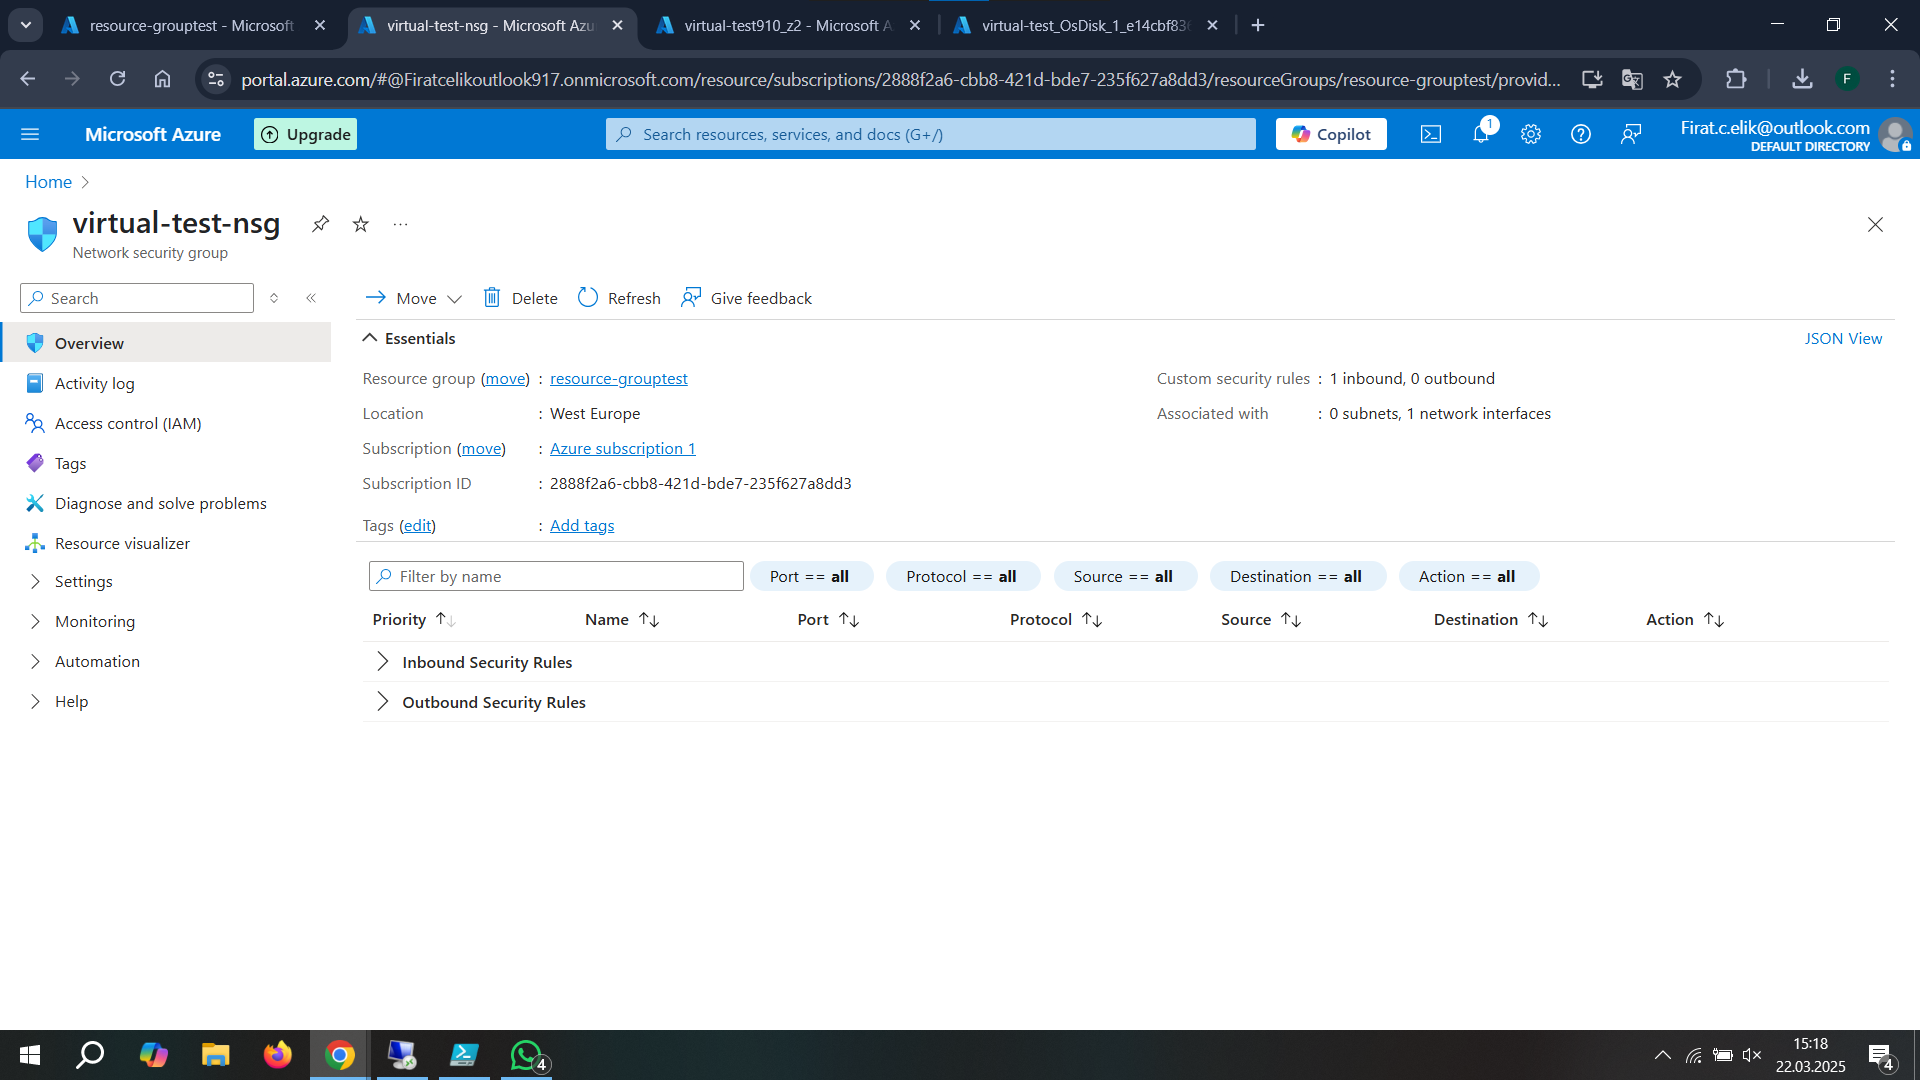 resource-grouptest - Microsoft
virtual-test-nsg - Microsoft Azu
virtual-test910_z2 - Microsoft A
virtual-test_OsDisk_1_e14cbf836
portal.azure.com/#@Firatcelikoutlook917.onmicrosoft.com/resource/subscriptions/2888f2a6-cbb8-421d-bde7-235f627a8dd3/resourceGroups/resource-grouptest/provid...
F
Microsoft Azure
Upgrade
Search resources, services, and docs (G+/)
Copilot
1
Firat.c.elik@outlook.com
DEFAULT DIRECTORY
Home
virtual-test-nsg
Network security group
Search
Move
Delete
Refresh
Give feedback
Overview
Activity log
Access control (IAM)
Tags
Diagnose and solve problems
Resource visualizer
Settings
Monitoring
Automation
Help
Essentials
JSON View
Resource group (move) : resource-grouptest
Location : West Europe
Subscription (move) : Azure subscription 1
Subscription ID : 2888f2a6-cbb8-421d-bde7-235f627a8dd3
Tags (edit) : Add tags
Custom security rules : 1 inbound, 0 outbound
Associated with : 0 subnets, 1 network interfaces
Filter by name
Port == all
Protocol == all
Source == all
Destination == all
Action == all
Priority Name Port Protocol Source Destination Action
Inbound Security Rules
Outbound Security Rules
4
15:18
22.03.2025
4